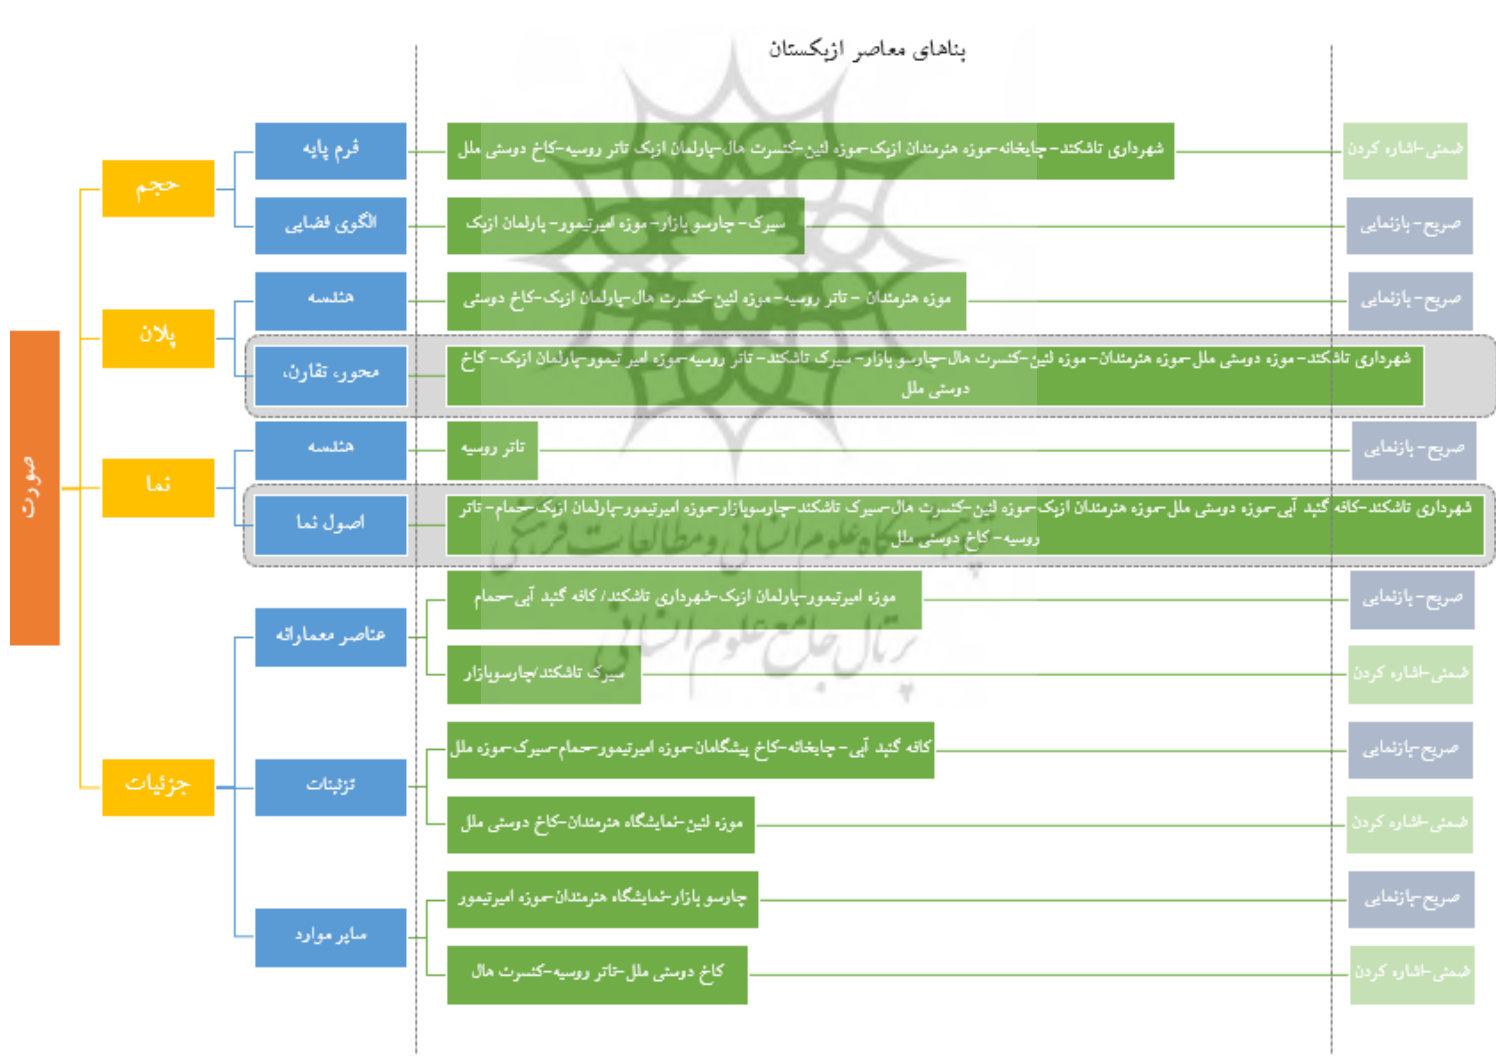 بناهای معاصر ازبکستان
صورت
حجم
فرم پایه
شهرداری تاشکند- چایخانه-موزه هنرمندان ازبک-موزه لنین-کنسرت هال-پارلمان ازبک تاتر روسیه-کاخ دوستی ملل
ضمنی-اشاره کردن
الگوی فضایی
سیرک- چارسو بازار- موزه امیرتیمور- پارلمان ازبک
صریح- بازنمایی
پلان
هندسه
موزه هنرمندان - تاتر روسیه- موزه لنین-کنسرت هال-پارلمان ازبک-کاخ دوستی
صریح- بازنمایی
محور، تقارن،
شهرداری تاشکند- موزه دوستی ملل-موزه هنرمندان- موزه لنین-کنسرت هال-چارسو بازار- سیرک تاشکند- تاتر روسیه-موزه امیر تیمور-پارلمان ازبک- کاخ
دوستی ملل
نما
هندسه
تاتر روسیه
صریح- بازنمایی
اصول نما
شهرداری تاشکند-کافه گنبد آبی-موزه دوستی ملل-موزه هنرمندان ازبک-موزه لنین-کنسرت هال-سیرک تاشکند-چارسوبازار-موزه امیرتیمور-پارلمان ازبک-حمام- تاتر
روسیه- کاخ دوستی ملل
جزئیات
عناصر معمارانه
موزه امیرتیمور-پارلمان ازبک-شهرداری تاشکند/ کافه گنبد آبی-حمام
صریح- بازنمایی
سیرک تاشکند/چارسوبازار
ضمنی-اشاره کردن
تزئینات
کافه گنبد آبی- چایخانه-کاخ پیشگامان-موزه امیرتیمور-حمام-سیرک-موزه ملل
صریح-بازنمایی
موزه لنین-نمایشگاه هنرمندان-کاخ دوستی ملل
ضمنی-اشاره کردن
سایر موارد
چارسو بازار-نمایشگاه هنرمندان-موزه امیرتیمور
صریح-بازنمایی
کاخ دوستی ملل-تاتر روسیه-کنسرت هال
ضمنی-اشاره کردن
پژوهشگاه علوم انسانی و مطالعات فرهنگی
پرتال جامع علوم انسانی